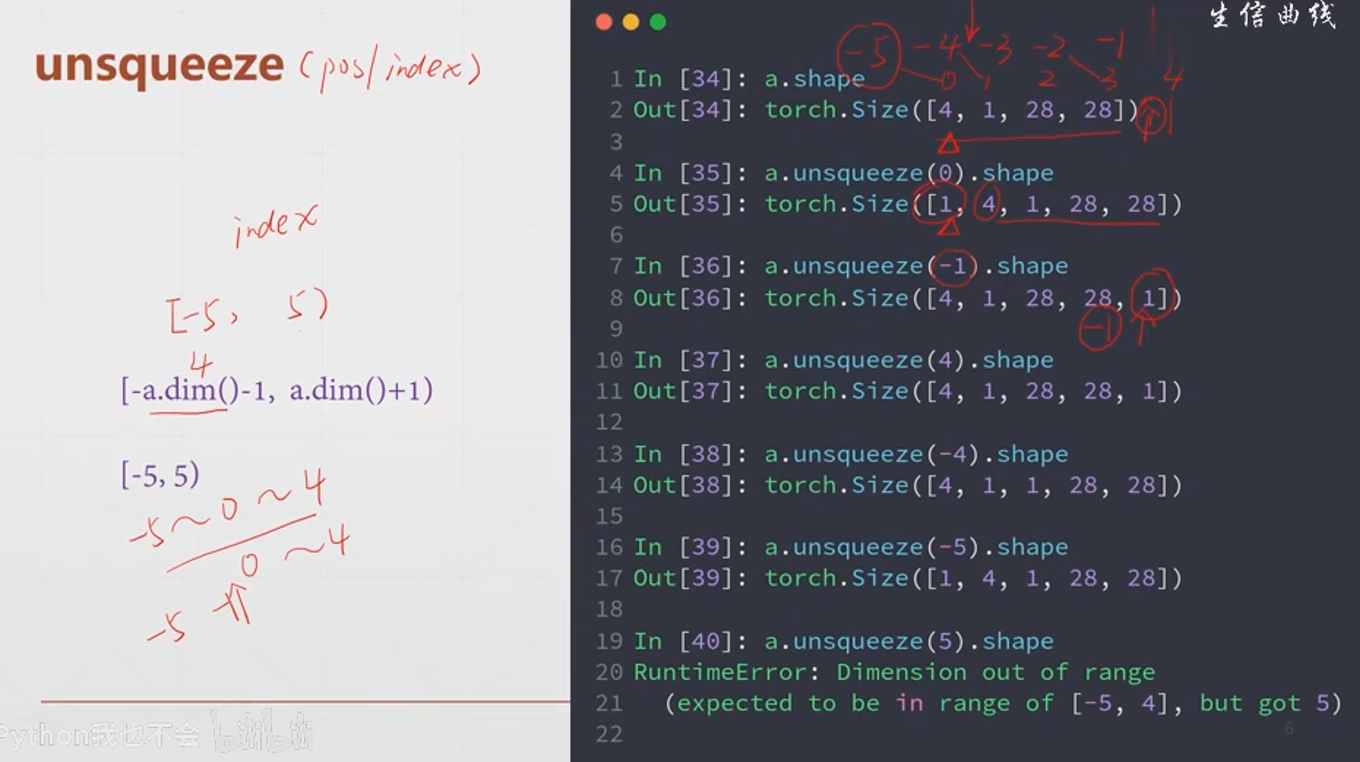 unsqueeze (pos/index)
index
[-5, 5)
4
[-a.dim()-1, a.dim()+1)
[-5, 5)
-5~0~4
0~4
-5
Python我也不会 bilibili
生信曲线
-5 -4 -3 -2 -1
0 1 2 3 4
1 In [34]: a.shape
2 Out[34]: torch.Size([4, 1, 28, 28])
3
4 In [35]: a.unsqueeze(0).shape
5 Out[35]: torch.Size([1, 4, 1, 28, 28])
6
7 In [36]: a.unsqueeze(-1).shape
8 Out[36]: torch.Size([4, 1, 28, 28, 1])
9 -1
10 In [37]: a.unsqueeze(4).shape
11 Out[37]: torch.Size([4, 1, 28, 28, 1])
12
13 In [38]: a.unsqueeze(-4).shape
14 Out[38]: torch.Size([4, 1, 1, 28, 28])
15
16 In [39]: a.unsqueeze(-5).shape
17 Out[39]: torch.Size([1, 4, 1, 28, 28])
18
19 In [40]: a.unsqueeze(5).shape
20 RuntimeError: Dimension out of range
21 (expected to be in range of [-5, 4], but got 5)
22
6